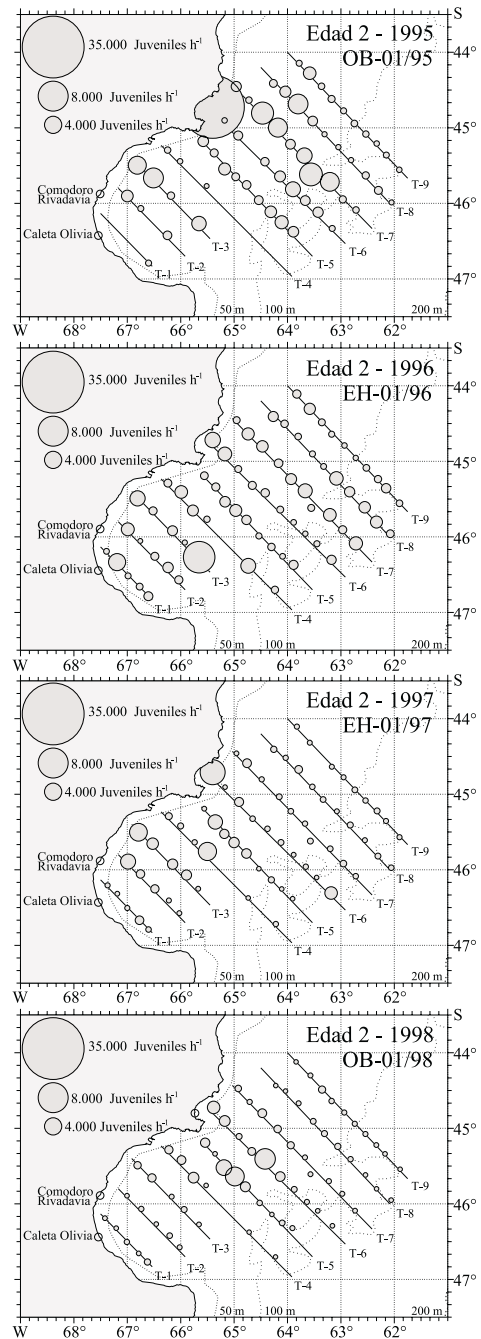 S
35.000 Juveniles h-1
8.000 Juveniles h-1
4.000 Juveniles h-1
Edad 2 - 1995
OB-01/95
44°
45°
46°
47°
Comodoro
Rivadavia
Caleta Olivia
T-1
T-2
T-3
T-4
T-5
T-6
T-7
T-8
T-9
50 m
100 m
200 m
W 68° 67° 66° 65° 64° 63° 62°
S
35.000 Juveniles h-1
8.000 Juveniles h-1
4.000 Juveniles h-1
Edad 2 - 1996
EH-01/96
44°
45°
46°
47°
Comodoro
Rivadavia
Caleta Olivia
T-1
T-2
T-3
T-4
T-5
T-6
T-7
T-8
T-9
50 m
100 m
200 m
W 68° 67° 66° 65° 64° 63° 62°
S
35.000 Juveniles h-1
8.000 Juveniles h-1
4.000 Juveniles h-1
Edad 2 - 1997
EH-01/97
44°
45°
46°
47°
Comodoro
Rivadavia
Caleta Olivia
T-1
T-2
T-3
T-4
T-5
T-6
T-7
T-8
T-9
50 m
100 m
200 m
W 68° 67° 66° 65° 64° 63° 62°
S
35.000 Juveniles h-1
8.000 Juveniles h-1
4.000 Juveniles h-1
Edad 2 - 1998
OB-01/98
44°
45°
46°
47°
Comodoro
Rivadavia
Caleta Olivia
T-1
T-2
T-3
T-4
T-5
T-6
T-7
T-8
T-9
50 m
100 m
200 m
W 68° 67° 66° 65° 64° 63° 62°